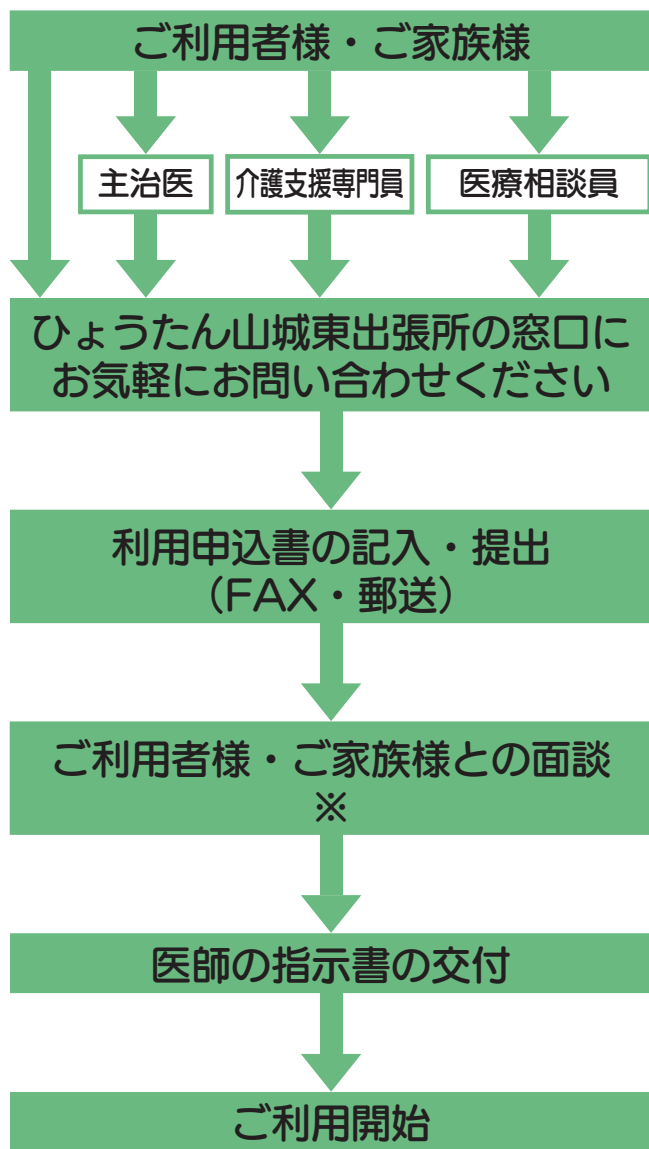 ご利用者様・ご家族様
主治医
介護支援専門員
医療相談員
ひょうたん山城東出張所の窓口に
お気軽にお問い合わせください
利用申込書の記入・提出
（FAX・郵送）
ご利用者様・ご家族様との面談
※
医師の指示書の交付
ご利用開始